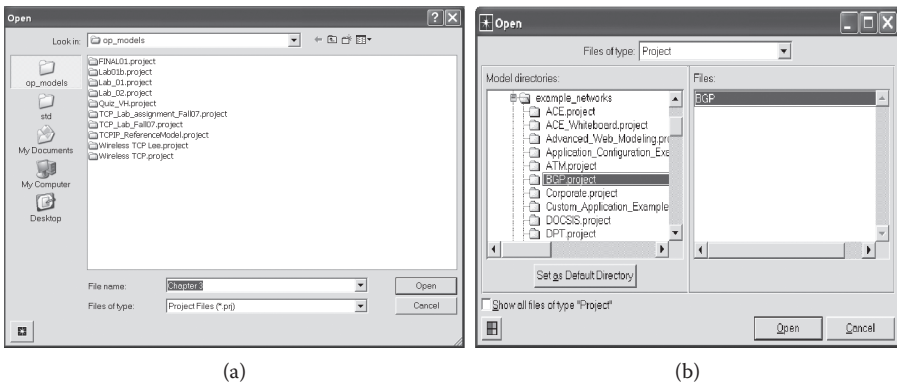 Open
Look in:
op_models
op_models
std
My Documents
My Computer
Desktop
FINAL01.project
Lab01b.project
Lab_01.project
Lab_02.project
Quiz_VH.project
TCP_Lab_assignment_Fall07.project
TCP_Lab_Fall07.project
TCPIP_ReferenceModel.project
Wireless TCP Lee.project
Wireless TCP.project
File name:
Chapter 3
Open
Files of type:
Project Files (*.prj)
Cancel
(a)
Open
Files of type:
Project
Model directories:
example_networks
ACE.project
ACE_Whiteboard.project
Advanced_Web_Modeling.pro
Application_Configuration_Exa
ATM.project
BGP.project
Corporate.project
Custom_Application_Example
DOCSIS.project
DPT.project
Files:
BGP
Set as Default Directory
Show all files of type "Project"
Open
Cancel
(b)